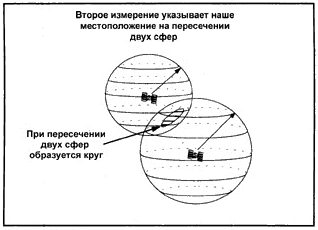 Второе измерение указывает наше
местоположение на пересечении
двух сфер
При пересечении
двух сфер
образуется круг